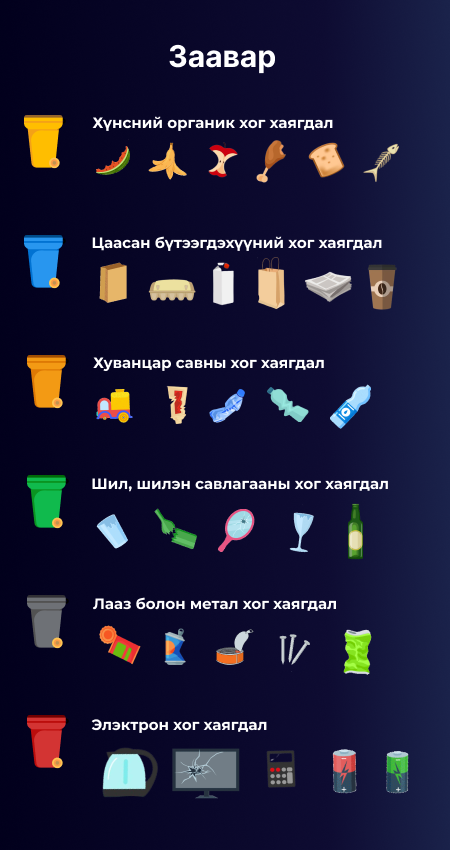 Заавар
Хүнсний органик хог хаягдал
Цаасан бүтээгдэхүүний хог хаягдал
Хуванцар савны хог хаягдал
Шил, шилэн савлагааны хог хаягдал
Лааз болон метал хог хаягдал
Элэктрон хог хаягдал